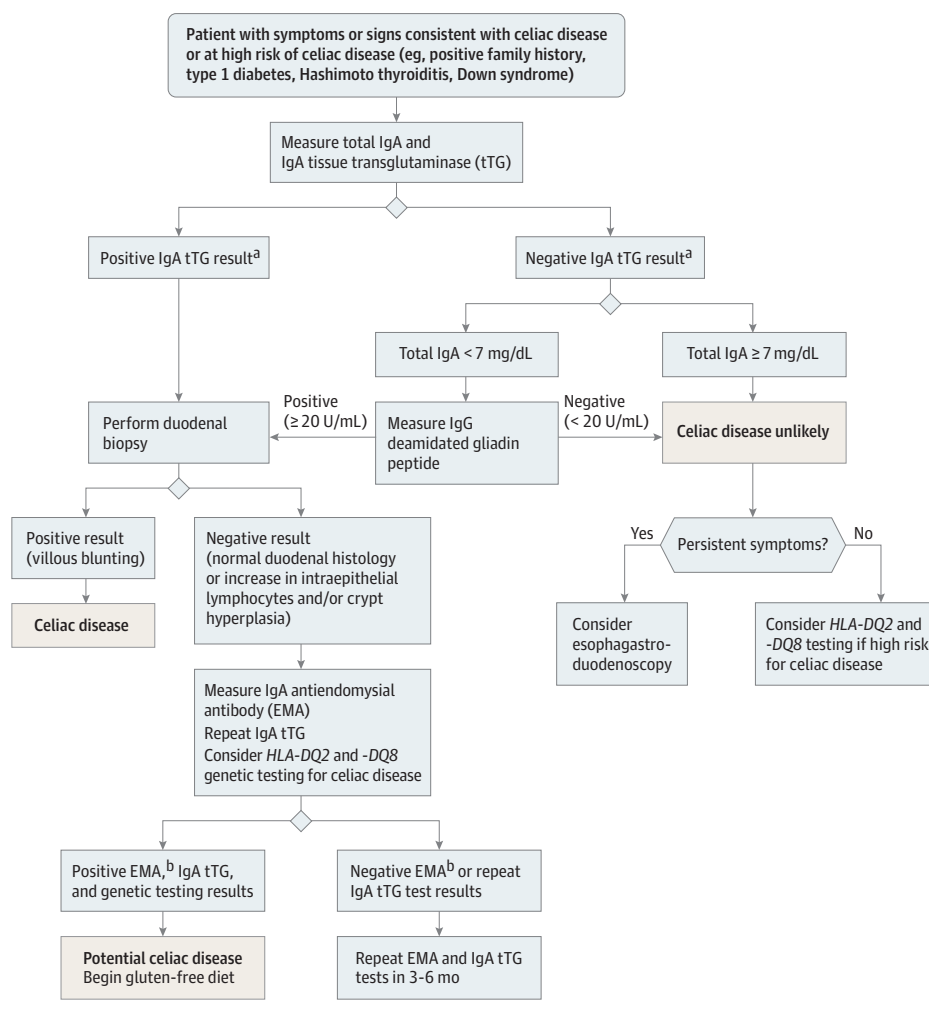 Patient with symptoms or signs consistent with celiac disease
or at high risk of celiac disease (eg, positive family history,
type 1 diabetes, Hashimoto thyroiditis, Down syndrome)
Measure total IgA and
IgA tissue transglutaminase (tTG)
Positive IgA tTG resultᵃ
Negative IgA tTG resultᵃ
Total IgA < 7 mg/dL
Total IgA ≥ 7 mg/dL
Perform duodenal
biopsy
Positive
(≥ 20 U/mL)
Measure IgG
deamidated gliadin
peptide
Negative
(< 20 U/mL)
Celiac disease unlikely
Positive result
(villous blunting)
Celiac disease
Negative result
(normal duodenal histology
or increase in intraepithelial
lymphocytes and/or crypt
hyperplasia)
Yes
Persistent symptoms?
No
Consider
esophagastro-
duodenoscopy
Consider HLA-DQ2 and
-DQ8 testing if high risk
for celiac disease
Measure IgA antiendomysial
antibody (EMA)
Repeat IgA tTG
Consider HLA-DQ2 and -DQ8
genetic testing for celiac disease
Positive EMA,ᵇ IgA tTG,
and genetic testing results
Negative EMAᵇ or repeat
IgA tTG test results
Potential celiac disease
Begin gluten-free diet
Repeat EMA and IgA tTG
tests in 3-6 mo